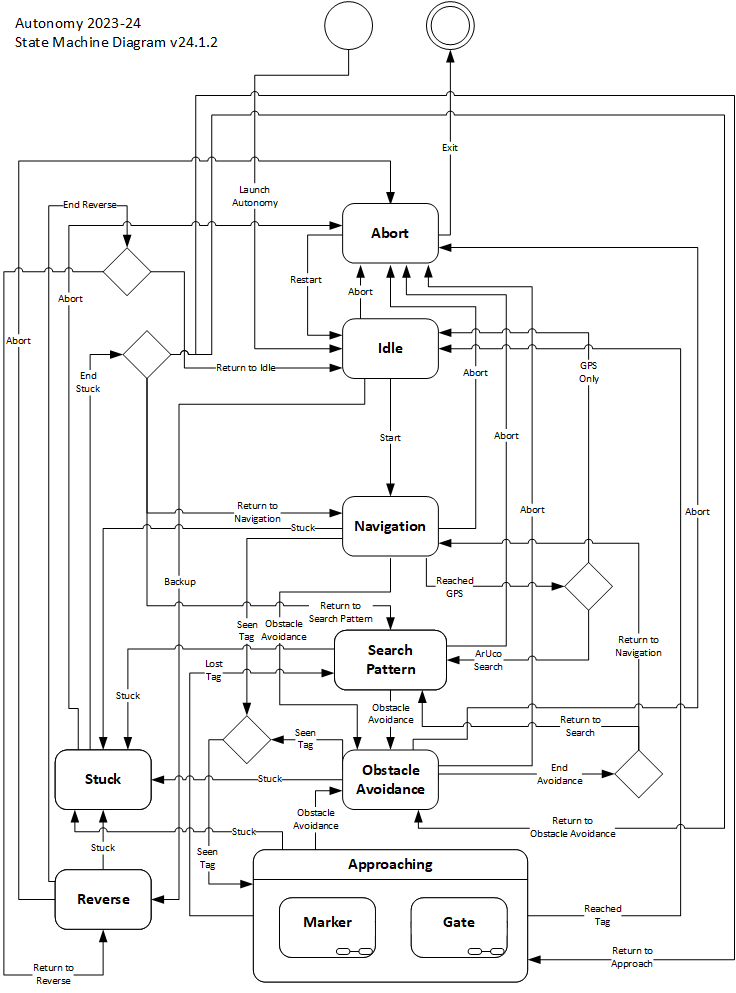 Autonomy 2023-24
State Machine Diagram v24.1.2
Exit
Launch
Autonomy
End Reverse
Abort
Restart
Abort
Abort
Abort
Idle
GPS
Only
End
Stuck
Return to Idle
Abort
Start
Abort
Return to
Navigation
Stuck
Navigation
Abort
Abort
Backup
Reached
GPS
Return to
Search Pattern
Seen
Tag
Obstacle
Avoidance
Search
Pattern
ArUco
Search
Return to
Navigation
Lost
Tag
Stuck
Obstacle
Avoidance
Return to
Search
Seen
Tag
Stuck
Stuck
Obstacle
Avoidance
End
Avoidance
Obstacle
Avoidance
Return to
Obstacle Avoidance
Stuck
Stuck
Seen
Tag
Approaching
Reverse
Marker
Gate
Reached
Tag
Return to
Reverse
Return to
Approach